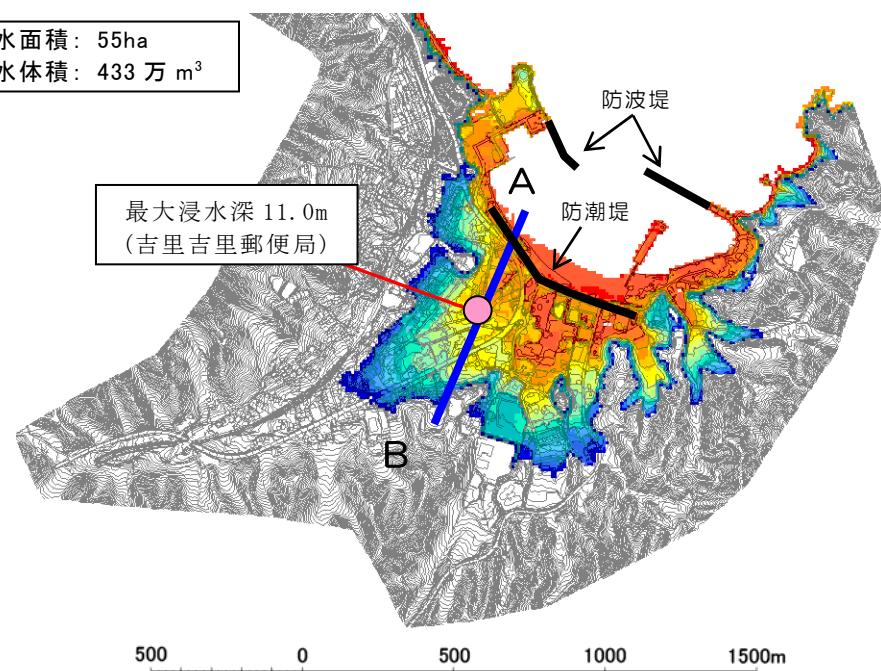 水面積: 55ha
水体積: 433 万 m³
防波堤
A
最大浸水深 11.0m
(吉里吉里郵便局)
防潮堤
B
500 0 500 1000 1500m